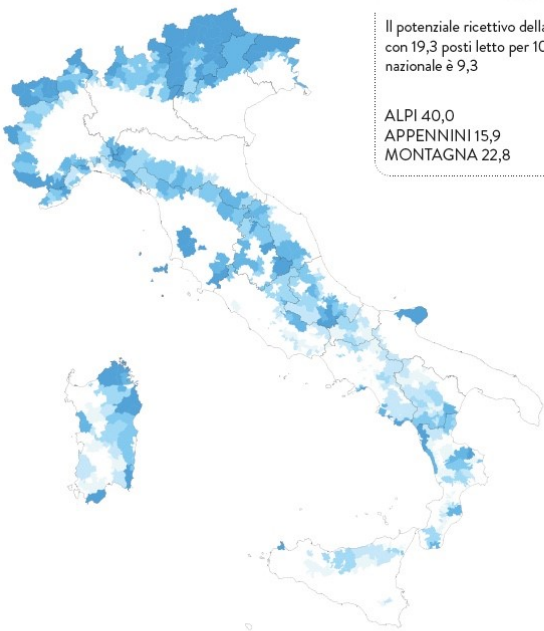 Il potenziale ricettivo della
con 19,3 posti letto per 10
nazionale è 9,3
ALPI 40,0
APPENNINI 15,9
MONTAGNA 22,8